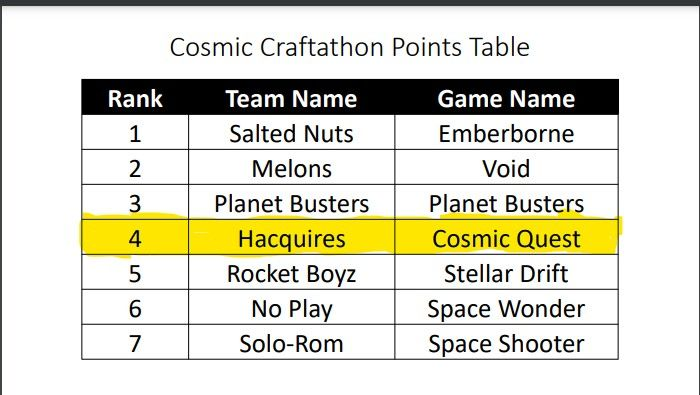 Cosmic Craftathon Points Table
Rank Team Name Game Name
1 Salted Nuts Emberborne
2 Melons Void
3 Planet Busters Planet Busters
4 Hacquires Cosmic Quest
5 Rocket Boyz Stellar Drift
6 No Play Space Wonder
7 Solo-Rom Space Shooter